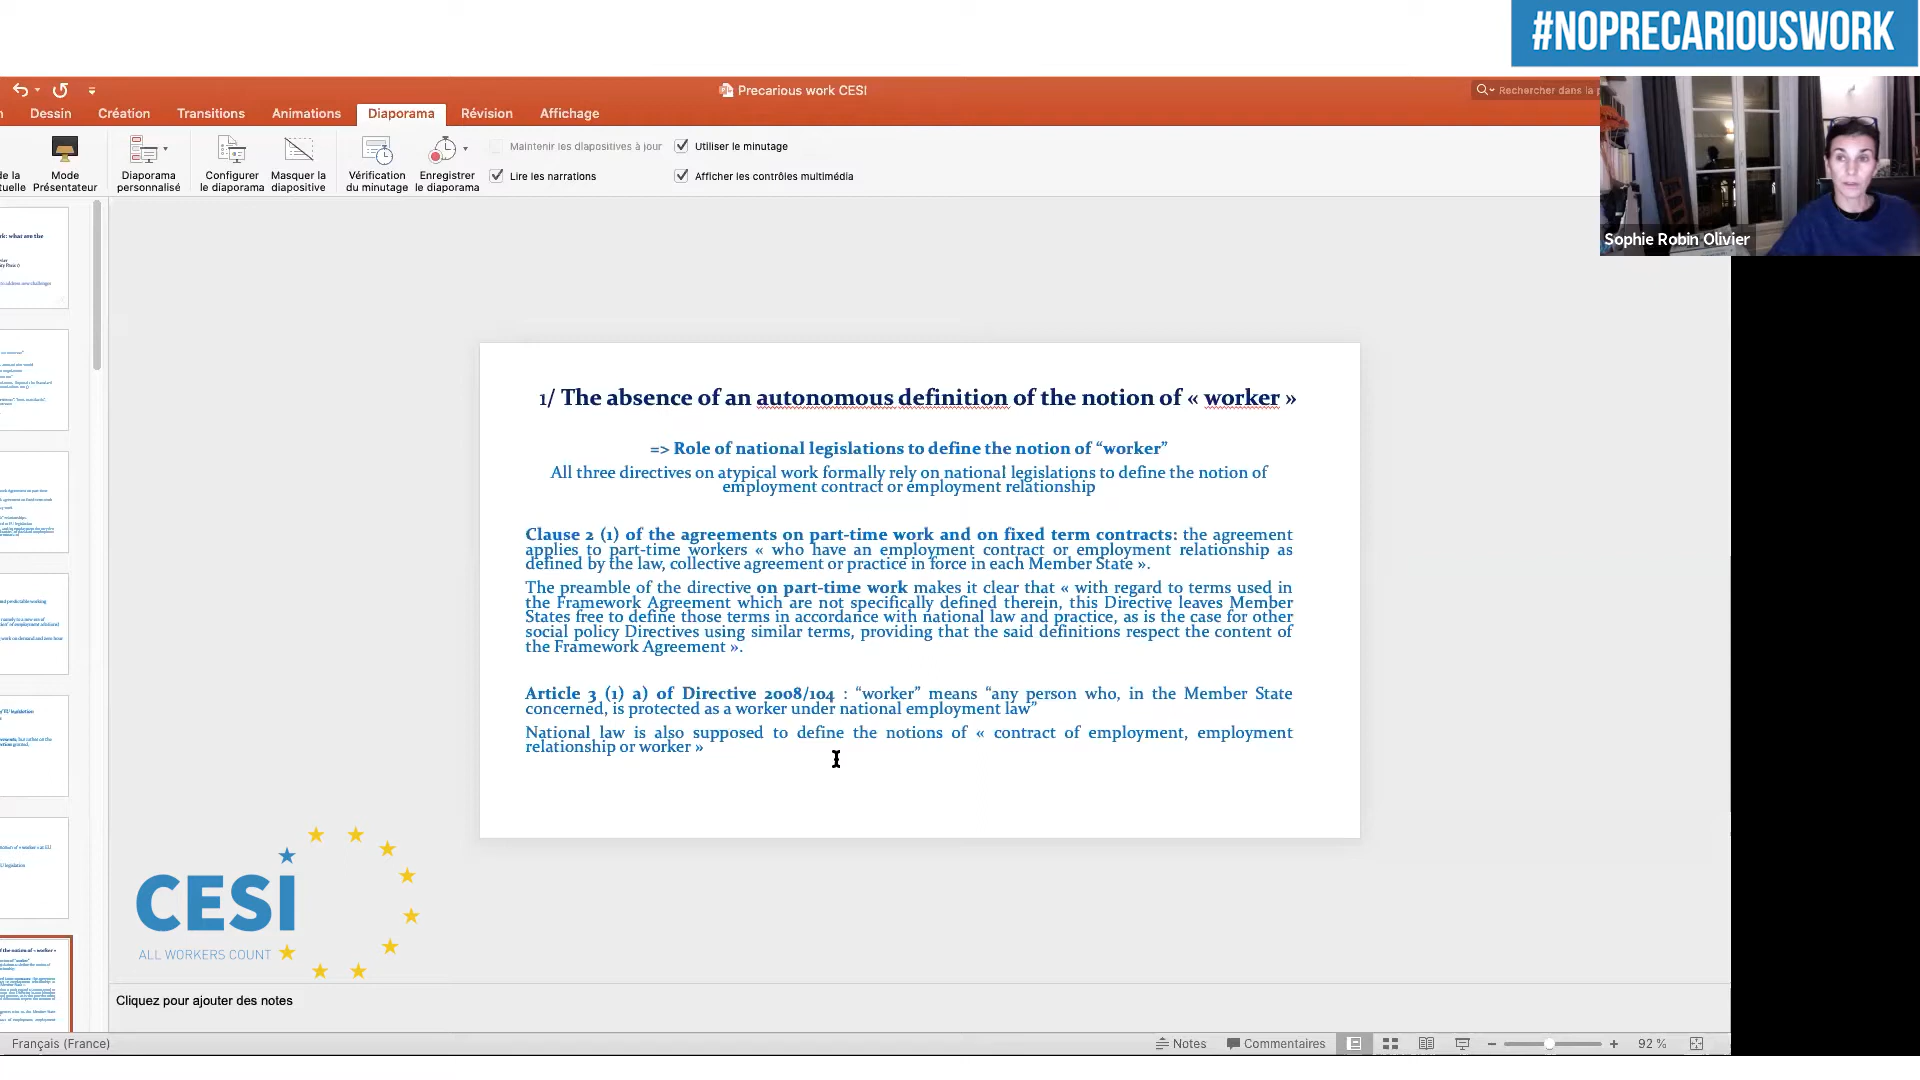 #NOPRECARIOUSWORK
Precarious work CESI
Rechercher dans la p
Dessin Création Transitions Animations Diaporama Révision Affichage
Maintenir les diapositives à jour
Utiliser le minutage
Lire les narrations
Afficher les contrôles multimédia
Mode
Présentateur
Diaporama
personnalisé
Configurer
le diaporama
Masquer la
diapositive
Vérification
du minutage
Enregistrer
le diaporama
Sophie Robin Olivier
1/ The absence of an autonomous definition of the notion of « worker »
=> Role of national legislations to define the notion of “worker”
All three directives on atypical work formally rely on national legislations to define the notion of
employment contract or employment relationship
Clause 2 (1) of the agreements on part-time work and on fixed term contracts: the agreement
applies to part-time workers « who have an employment contract or employment relationship as
defined by the law, collective agreement or practice in force in each Member State ».
The preamble of the directive on part-time work makes it clear that « with regard to terms used in
the Framework Agreement which are not specifically defined therein, this Directive leaves Member
States free to define those terms in accordance with national law and practice, as is the case for other
social policy Directives using similar terms, providing that the said definitions respect the content of
the Framework Agreement ».
Article 3 (1) a) of Directive 2008/104 : “worker” means “any person who, in the Member State
concerned, is protected as a worker under national employment law”
National law is also supposed to define the notions of « contract of employment, employment
relationship or worker »
CESI
ALL WORKERS COUNT
Cliquez pour ajouter des notes
Français (France)
Notes Commentaires 92 %